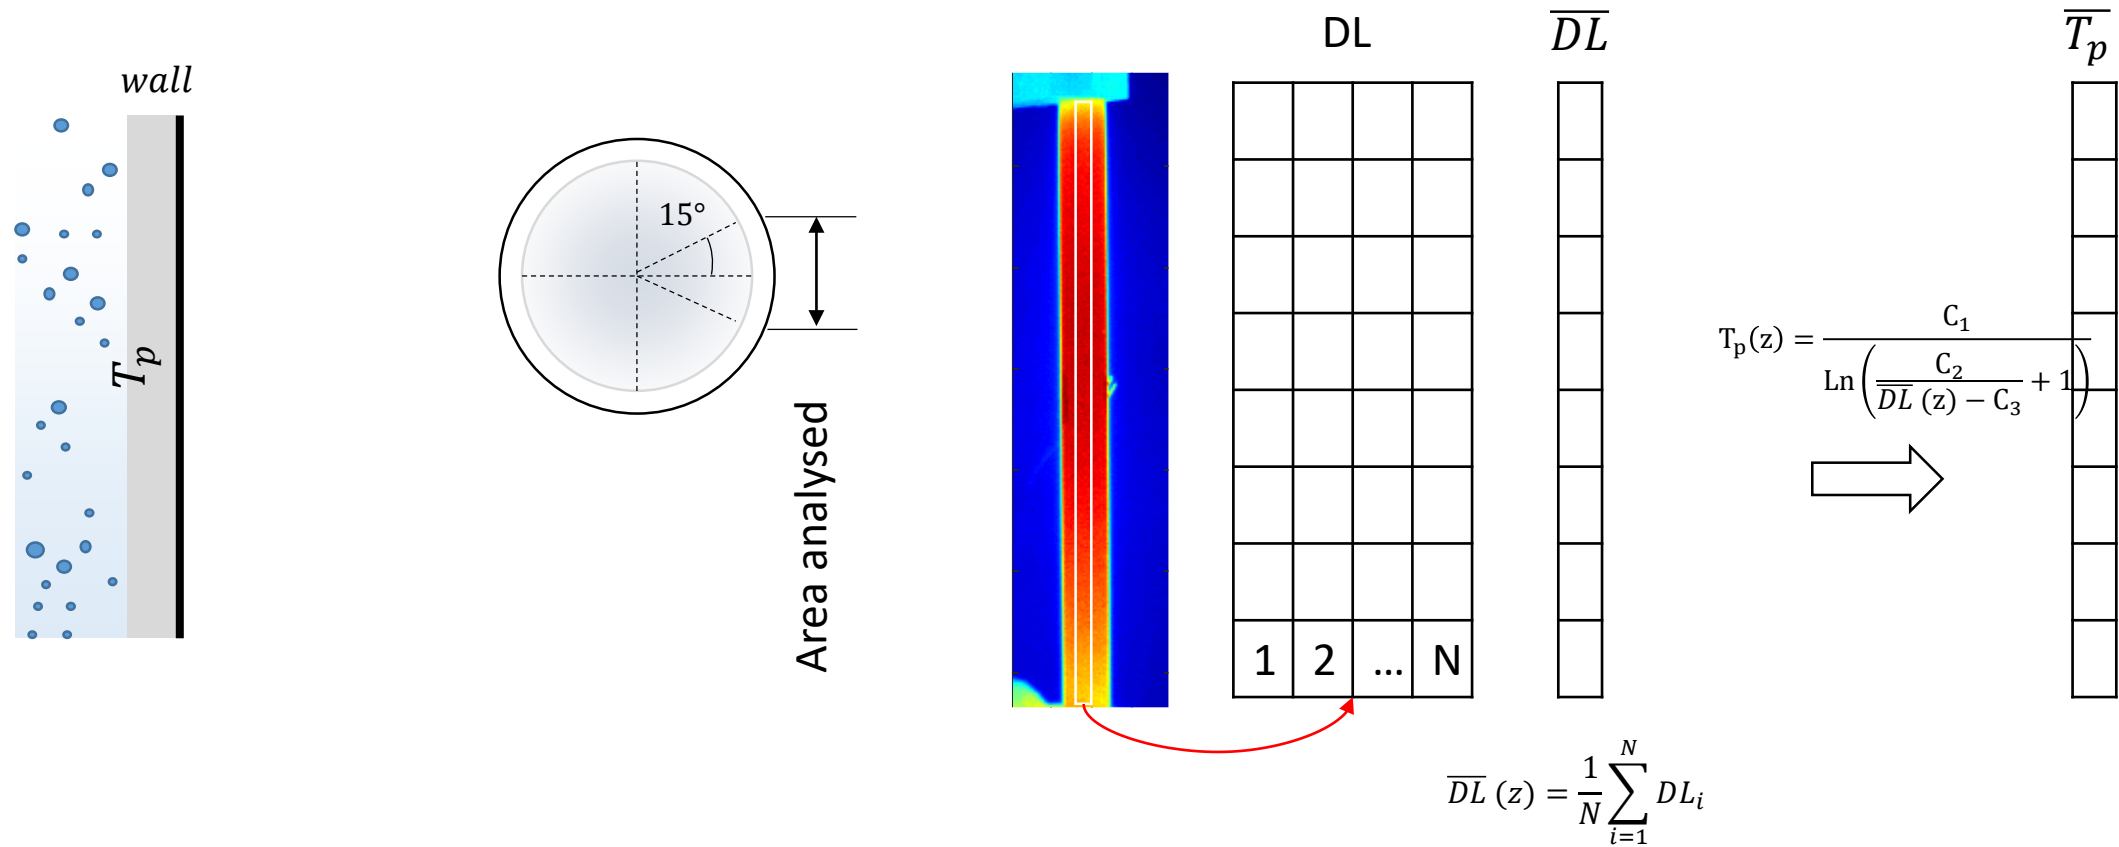 wall
T_p
15°
Area analysed
DL
\overline{DL}
\overline{T_p}
1 2 ... N
T_p(z) = \frac{C_1}{Ln\left(\frac{C_2}{\overline{DL}(z) - C_3} + 1\right)}
\overline{DL}(z) = \frac{1}{N}\sum_{i=1}^{N} DL_i